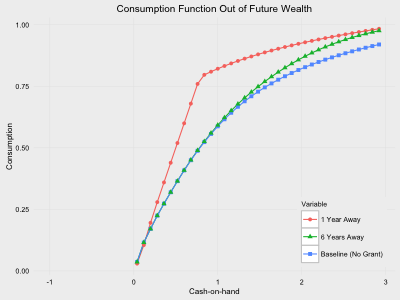 Consumption Function Out of Future Wealth
1.00
0.75
0.50
0.25
0.00
Consumption
-1
0
1
2
3
Cash-on-hand
Variable
1 Year Away
6 Years Away
Baseline (No Grant)